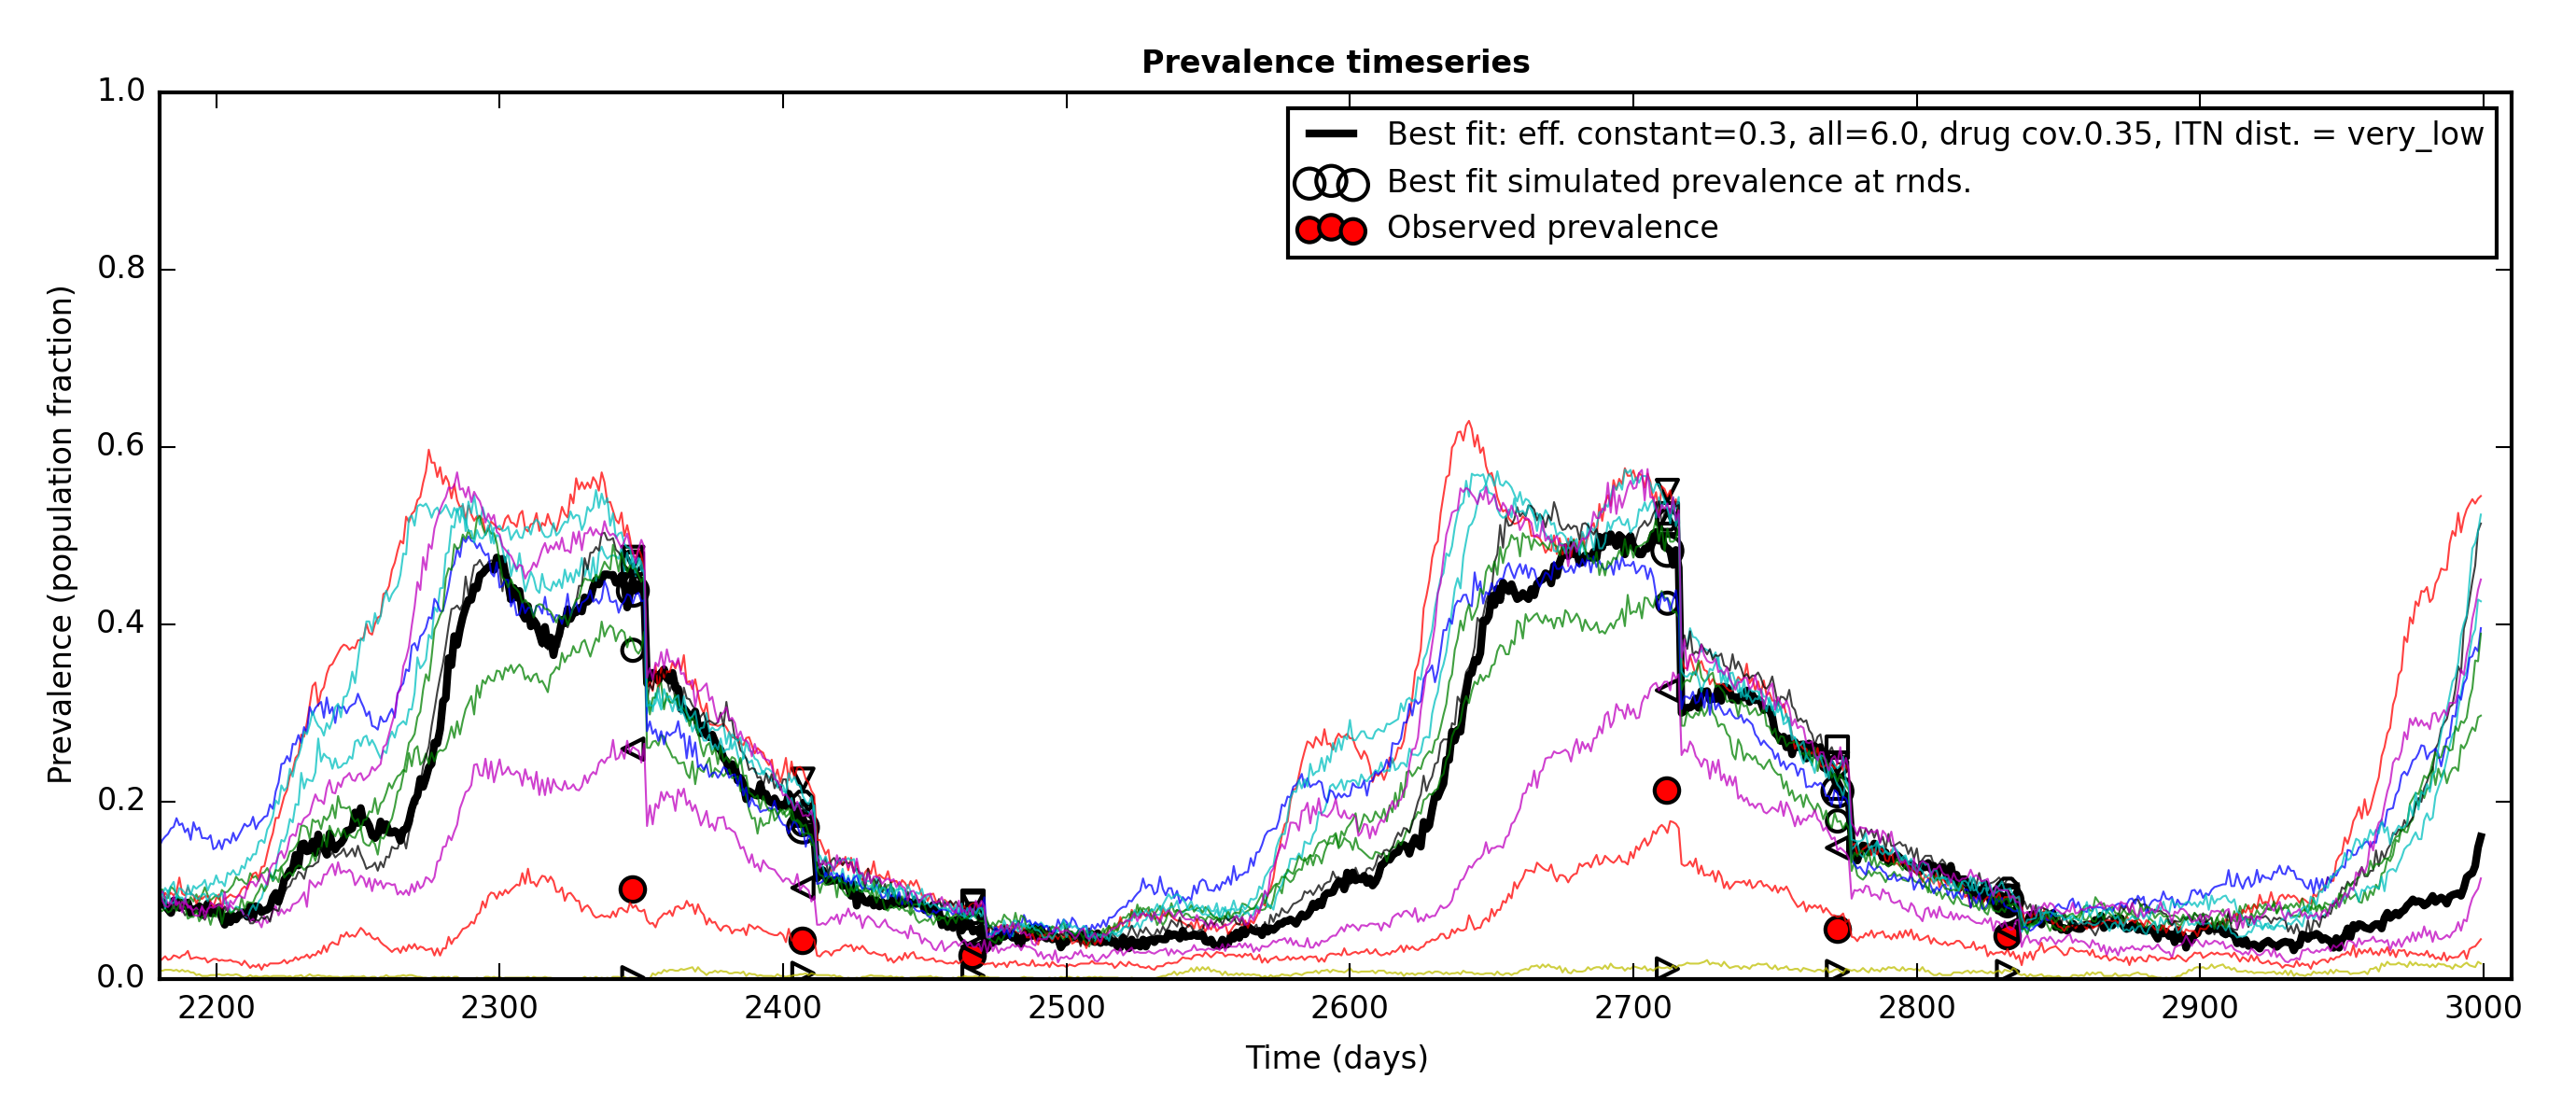 Prevalence timeseries
1.0
0.8
0.6
0.4
0.2
0.0
Prevalence (population fraction)
Best fit: eff. constant=0.3, all=6.0, drug cov.0.35, ITN dist. = very_low
Best fit simulated prevalence at rnds.
Observed prevalence
2200 2300 2400 2500 2600 2700 2800 2900 3000
Time (days)